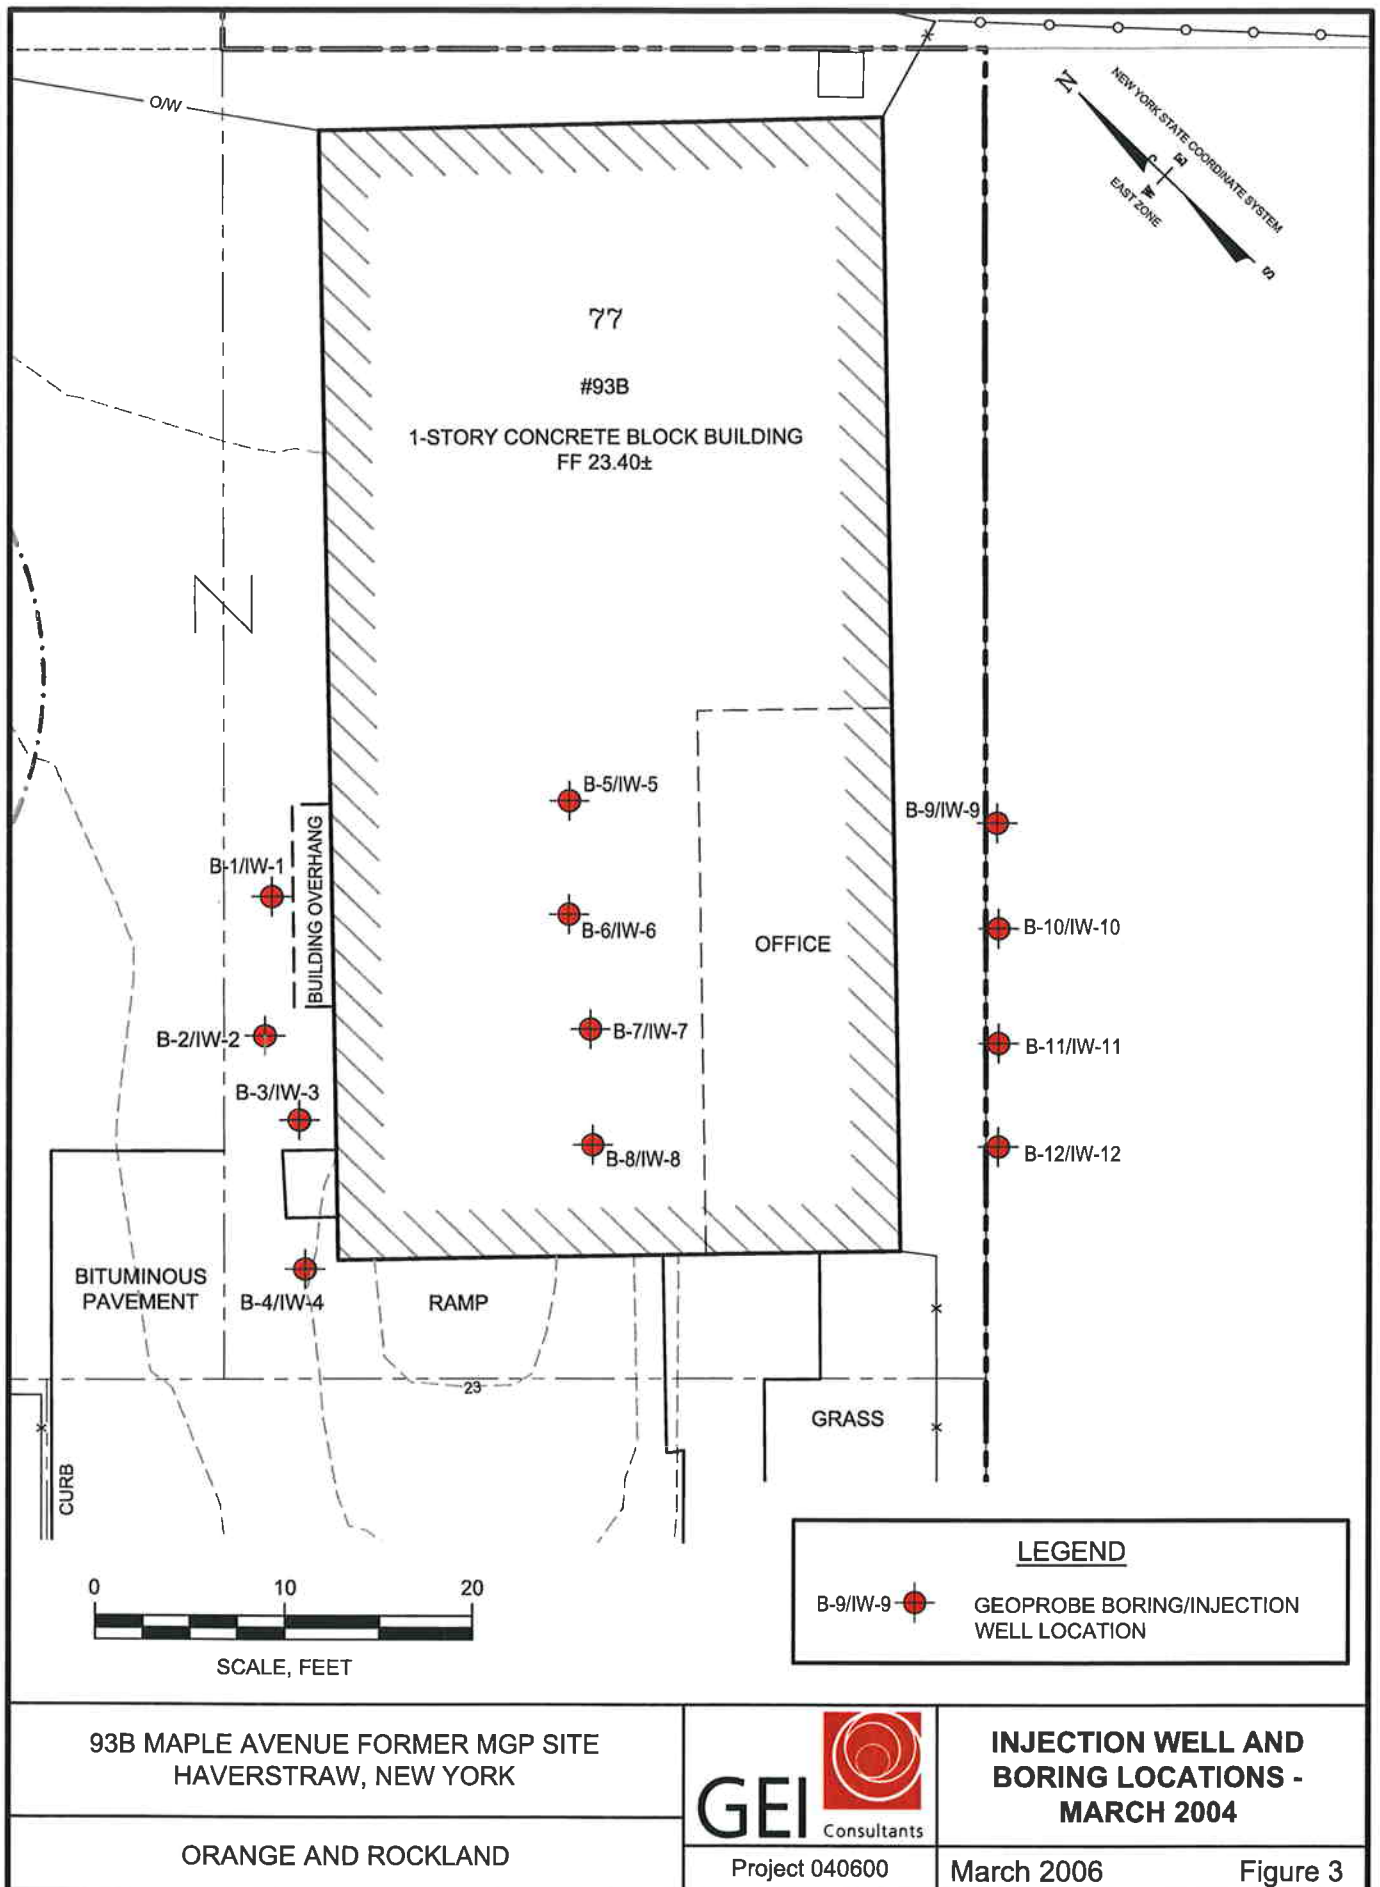 O/W
N
NEW YORK STATE COORDINATE SYSTEM
E
W
EAST ZONE
S
77
#93B
1-STORY CONCRETE BLOCK BUILDING
FF 23.40±
B-5/IW-5
B-9/IW-9
BUILDING OVERHANG
B-1/IW-1
B-6/IW-6
B-10/IW-10
OFFICE
B-2/IW-2
B-7/IW-7
B-11/IW-11
B-3/IW-3
B-8/IW-8
B-12/IW-12
BITUMINOUS
PAVEMENT
B-4/IW-4
RAMP
23
GRASS
CURB
LEGEND
B-9/IW-9
GEOPROBE BORING/INJECTION
WELL LOCATION
0 10 20
SCALE, FEET
93B MAPLE AVENUE FORMER MGP SITE
HAVERSTRAW, NEW YORK
ORANGE AND ROCKLAND
GEI
Consultants
Project 040600
INJECTION WELL AND
BORING LOCATIONS -
MARCH 2004
March 2006
Figure 3